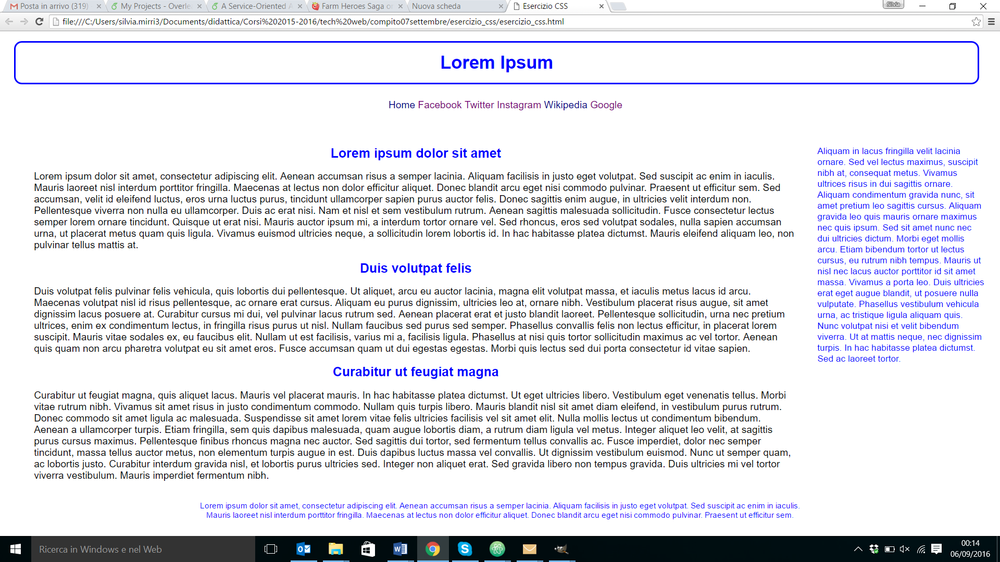 Posta in arrivo (319)
My Projects - Overle
A Service-Oriented A
Farm Heroes Saga o
Nuova scheda
Esercizio CSS
Silvia
file:///C:/Users/silvia.mirri3/Documents/didattica/Corsi%202015-2016/tech%20web/compito07settembre/esercizio_css/esercizio_css.html
Lorem Ipsum
Home Facebook Twitter Instagram Wikipedia Google
Lorem ipsum dolor sit amet
Lorem ipsum dolor sit amet, consectetur adipiscing elit. Aenean accumsan risus a semper lacinia. Aliquam facilisis in justo eget volutpat. Sed suscipit ac enim in iaculis.
Mauris laoreet nisl interdum porttitor fringilla. Maecenas at lectus non dolor efficitur aliquet. Donec blandit arcu eget nisi commodo pulvinar. Praesent ut efficitur sem. Sed
accumsan, velit id eleifend luctus, eros urna luctus purus, tincidunt ullamcorper sapien purus auctor felis. Donec sagittis enim augue, in ultricies velit interdum non.
Pellentesque viverra non nulla eu ullamcorper. Duis ac erat nisi. Nam et nisl et sem vestibulum rutrum. Aenean sagittis malesuada sollicitudin. Fusce consectetur lectus
semper lorem ornare tincidunt. Quisque ut erat nisi. Mauris auctor ipsum mi, a interdum tortor ornare vel. Sed rhoncus, eros sed volutpat sodales, nulla sapien accumsan
urna, ut placerat metus quam quis ligula. Vivamus euismod ultricies neque, a sollicitudin lorem lobortis id. In hac habitasse platea dictumst. Mauris eleifend aliquam leo, non
pulvinar tellus mattis at.
Duis volutpat felis
Duis volutpat felis pulvinar felis vehicula, quis lobortis dui pellentesque. Ut aliquet, arcu eu auctor lacinia, magna elit volutpat massa, et iaculis metus lacus id arcu.
Maecenas volutpat nisl id risus pellentesque, ac ornare erat cursus. Aliquam eu purus dignissim, ultricies leo at, ornare nibh. Vestibulum placerat risus augue, sit amet
dignissim lacus posuere at. Curabitur cursus mi dui, vel pulvinar lacus rutrum sed. Aenean placerat erat et justo blandit laoreet. Pellentesque sollicitudin, urna nec pretium
ultrices, enim ex condimentum lectus, in fringilla risus purus ut nisl. Nullam faucibus sed purus sed semper. Phasellus convallis felis non lectus efficitur, in placerat lorem
suscipit. Mauris vitae sodales ex, eu faucibus elit. Nullam ut est facilisis, varius mi a, facilisis ligula. Phasellus at nisi quis tortor sollicitudin maximus ac vel tortor. Aenean
quis quam non arcu pharetra volutpat eu sit amet eros. Fusce accumsan quam ut dui egestas egestas. Morbi quis lectus sed dui porta consectetur id vitae sapien.
Curabitur ut feugiat magna
Curabitur ut feugiat magna, quis aliquet lacus. Mauris vel placerat mauris. In hac habitasse platea dictumst. Ut eget ultricies libero. Vestibulum eget venenatis tellus. Morbi
vitae rutrum nibh. Vivamus sit amet risus in justo condimentum commodo. Nullam quis turpis libero. Mauris blandit nisl sit amet diam eleifend, in vestibulum purus rutrum.
Donec commodo sit amet ligula ac malesuada. Suspendisse sit amet lorem vitae felis ultricies facilisis vel sit amet elit. Nulla mollis lectus ut condimentum bibendum.
Aenean a ullamcorper turpis. Etiam fringilla, sem quis dapibus malesuada, quam augue lobortis diam, a rutrum diam ligula vel metus. Integer aliquet leo velit, at sagittis
purus cursus maximus. Pellentesque finibus rhoncus magna nec auctor. Sed sagittis dui tortor, sed fermentum tellus convallis ac. Fusce imperdiet, dolor nec semper
tincidunt, massa tellus auctor metus, non elementum turpis augue in est. Duis dapibus luctus massa vel convallis. Ut dignissim vestibulum euismod. Nunc ut semper quam,
ac lobortis justo. Curabitur interdum gravida nisl, et lobortis purus ultricies sed. Integer non aliquet erat. Sed gravida libero non tempus gravida. Duis ultricies mi vel tortor
viverra vestibulum. Mauris imperdiet fermentum nibh.
Aliquam in lacus fringilla velit lacinia
ornare. Sed vel lectus maximus, suscipit
nibh at, consequat metus. Vivamus
ultrices risus in dui sagittis ornare.
Aliquam condimentum gravida nunc, sit
amet pretium leo sagittis cursus. Aliquam
gravida leo quis mauris ornare maximus
nec quis ipsum. Sed sit amet nunc nec
dui ultricies dictum. Morbi eget mollis
arcu. Etiam bibendum tortor ut lectus
cursus, eu rutrum nibh tempus. Mauris ut
nisl nec lacus auctor porttitor id sit amet
massa. Vivamus a porta leo. Duis ultricies
erat eget augue blandit, ut posuere nulla
vulputate. Phasellus vestibulum vehicula
urna, ac tristique ligula aliquam quis.
Nunc volutpat nisi et velit bibendum
viverra. Ut at mattis neque, nec dignissim
turpis. In hac habitasse platea dictumst.
Sed ac laoreet tortor.
Lorem ipsum dolor sit amet, consectetur adipiscing elit. Aenean accumsan risus a semper lacinia. Aliquam facilisis in justo eget volutpat. Sed suscipit ac enim in iaculis.
Mauris laoreet nisl interdum porttitor fringilla. Maecenas at lectus non dolor efficitur aliquet. Donec blandit arcu eget nisi commodo pulvinar. Praesent ut efficitur sem.
Ricerca in Windows e nel Web
00:14
06/09/2016